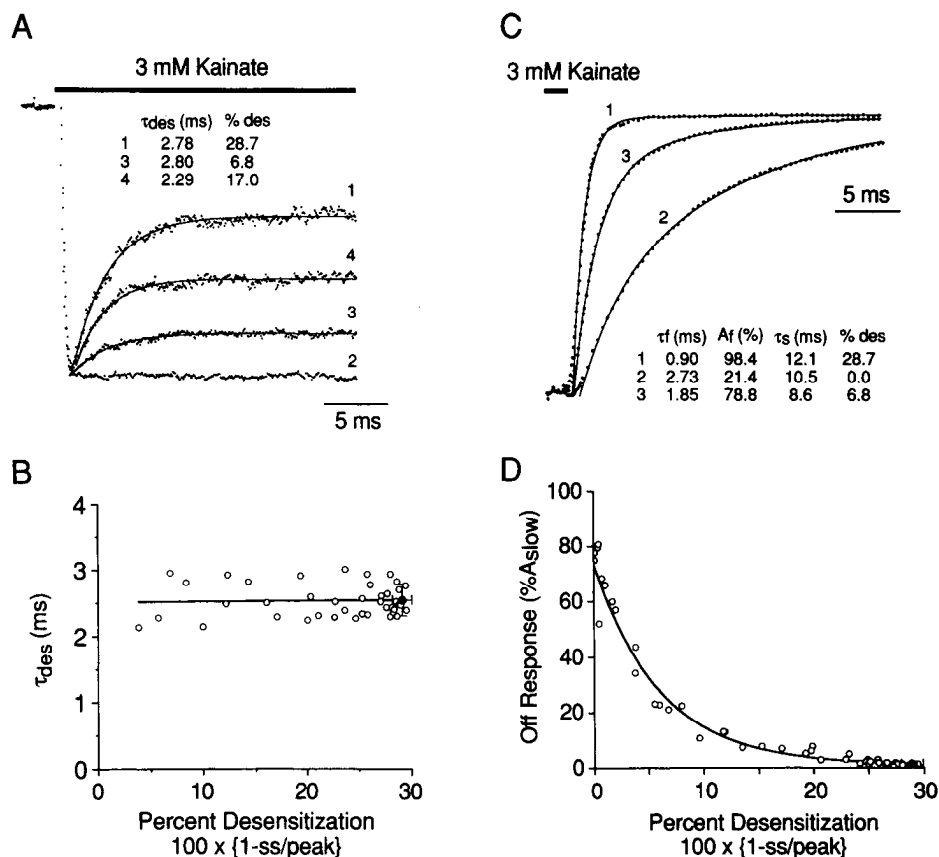 A
3 mM Kainate
τdes (ms) % des
1 2.78 28.7
3 2.80 6.8
4 2.29 17.0
1
4
3
2
5 ms
C
3 mM Kainate
1
3
2
5 ms
τf (ms) Af (%) τs (ms) % des
1 0.90 98.4 12.1 28.7
2 2.73 21.4 10.5 0.0
3 1.85 78.8 8.6 6.8
B
τdes (ms)
4
3
2
1
0
0 10 20 30
Percent Desensitization
100 x {1-ss/peak}
D
Off Response (%Aslow)
100
80
60
40
20
0
0 10 20 30
Percent Desensitization
100 x {1-ss/peak}